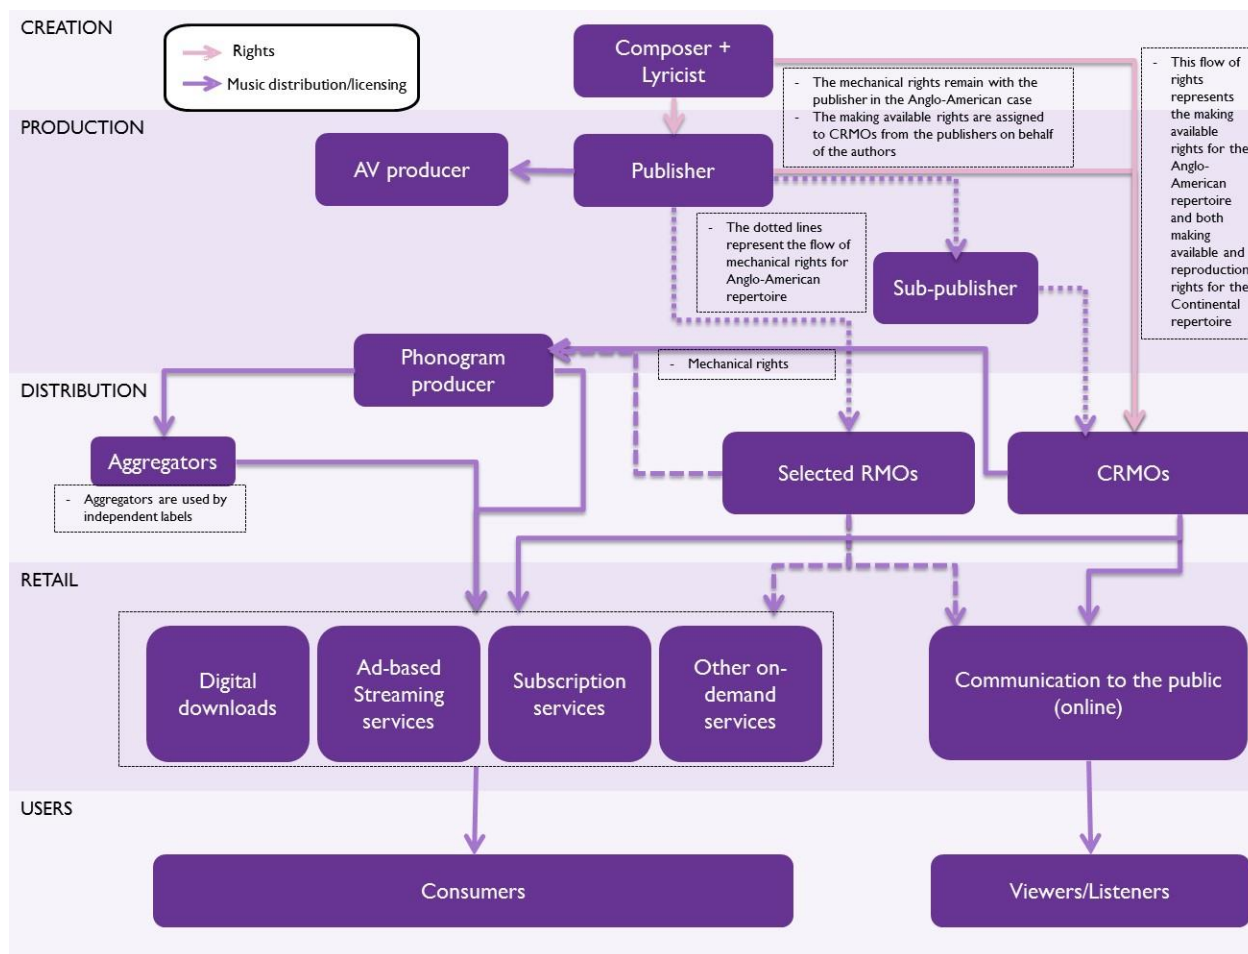 CREATION
Rights
Music distribution/licensing
Composer +
Lyricist
- The mechanical rights remain with the
publisher in the Anglo-American case
- The making available rights are assigned
to CRMOs from the publishers on behalf
of the authors
- This flow of
rights
represents
the making
available
rights for the
Anglo-
American
repertoire
and both
making
available and
reproduction
rights for the
Continental
repertoire
PRODUCTION
AV producer
Publisher
- The dotted lines
represent the flow of
mechanical rights for
Anglo-American
repertoire
Sub-publisher
Phonogram
producer
- Mechanical rights
DISTRIBUTION
Aggregators
- Aggregators are used by
independent labels
Selected RMOs
CRMOs
RETAIL
Digital
downloads
Ad-based
Streaming
services
Subscription
services
Other on-
demand
services
Communication to the public
(online)
USERS
Consumers
Viewers/Listeners